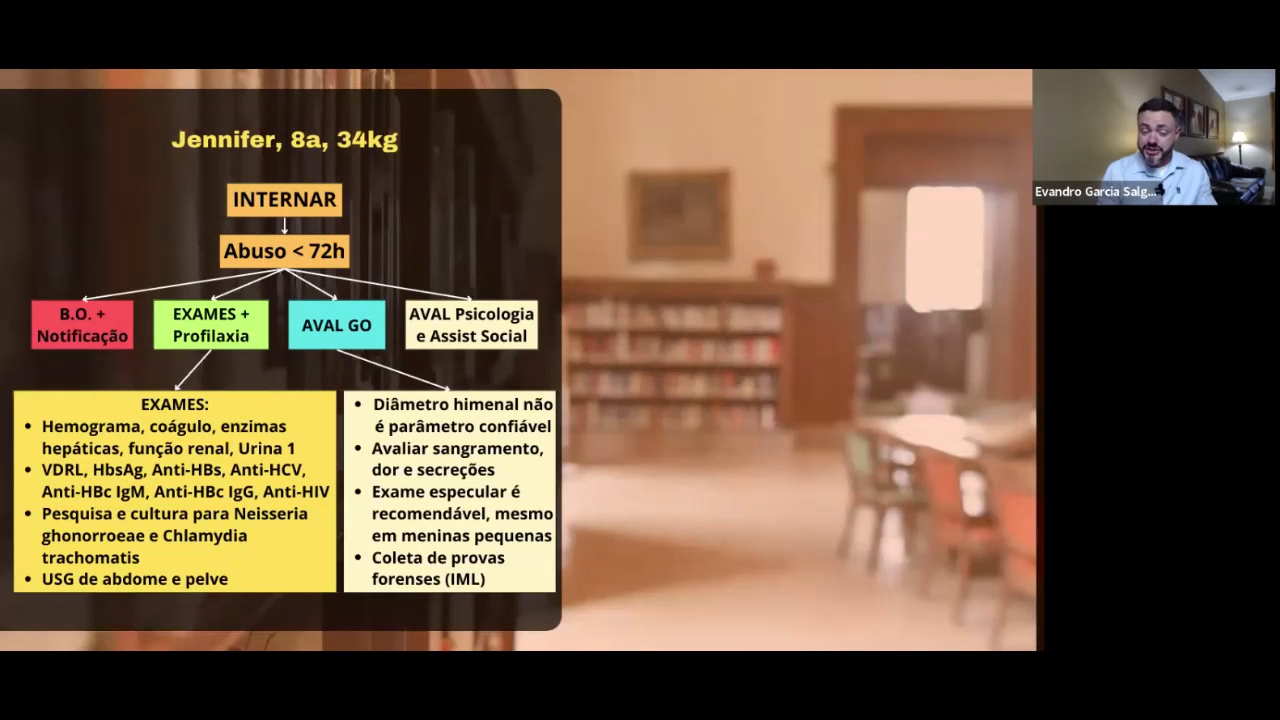 Jennifer, 8a, 34kg
INTERNAR
Abuso < 72h
B.O. +
Notificação
EXAMES +
Profilaxia
AVAL GO
AVAL Psicologia
e Assist Social
EXAMES:
• Hemograma, coágulo, enzimas
hepáticas, função renal, Urina 1
• VDRL, HbsAg, Anti-HBs, Anti-HCV,
Anti-HBc IgM, Anti-HBc IgG, Anti-HIV
• Pesquisa e cultura para Neisseria
ghonorroeae e Chlamydia
trachomatis
• USG de abdome e pelve
• Diâmetro himenal não
é parâmetro confiável
• Avaliar sangramento,
dor e secreções
• Exame especular é
recomendável, mesmo
em meninas pequenas
• Coleta de provas
forenses (IML)
Evandro Garcia Salg...